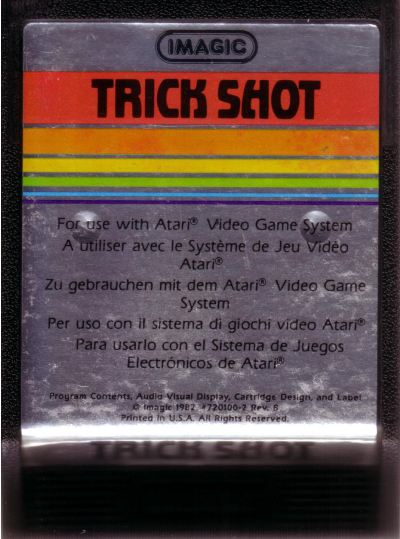 IMAGIC
TRICK SHOT
For use with Atari® Video Game System
A utiliser avec le Système de Jeu Vidéo
Atari®
Zu gebrauchen mit dem Atari® Video Game
System
Per uso con il sistema di giochi video Atari®
Para usarlo con el Sistema de Juegos
Electrónicos de Atari®
Program Contents, Audio Visual Display, Cartridge Design, and Label
© Imagic 1982, #720100-2 Rev. B
Printed in U.S.A. All Rights Reserved.
TRICK SHOT